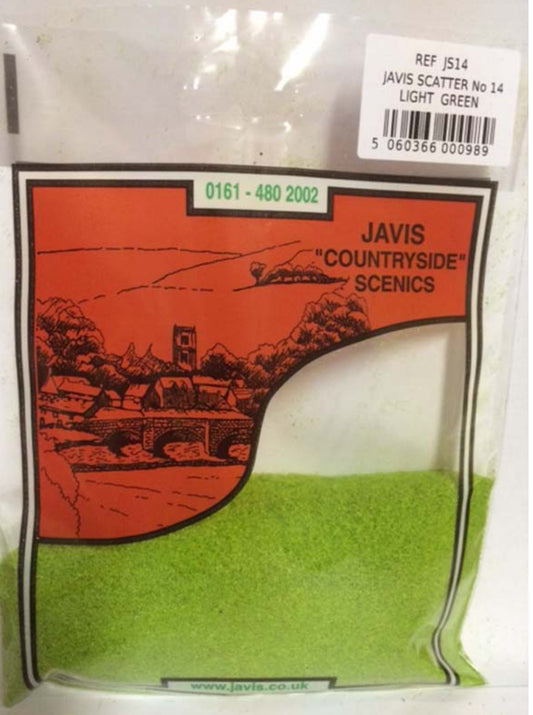 REF JS14
JAVIS SCATTER No 14
LIGHT GREEN
5 060366 000989
0161 - 480 2002
JAVIS
"COUNTRYSIDE"
SCENICS
www.javis.co.uk